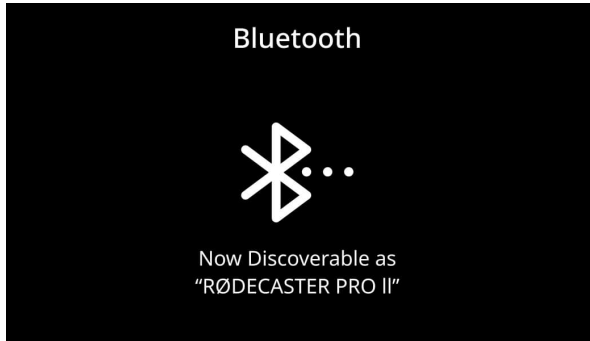 Bluetooth
Now Discoverable as
“RØDECASTER PRO ll”